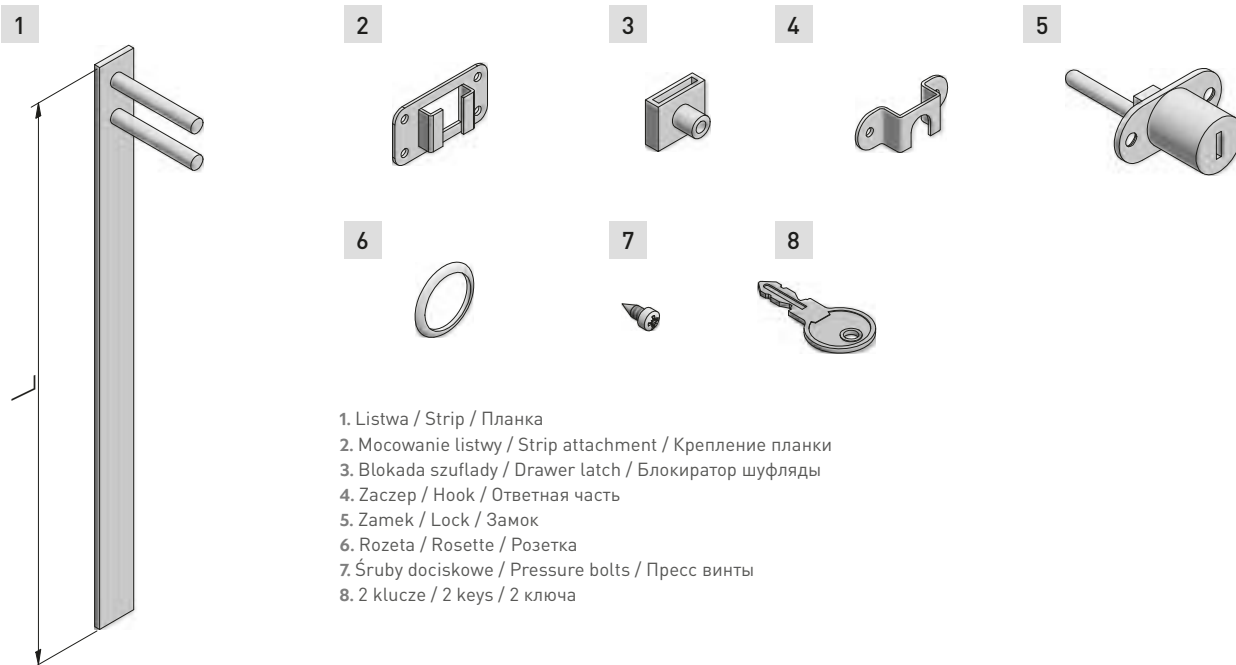 1
2
3
4
5
6
7
8
L
1. Listwa / Strip / Планка
2. Mocowanie listwy / Strip attachment / Крепление планки
3. Blokada szuflady / Drawer latch / Блокиратор шуфляды
4. Zaczep / Hook / Ответная часть
5. Zamek / Lock / Замок
6. Rozeta / Rosette / Розетка
7. Śruby dociskowe / Pressure bolts / Пресс винты
8. 2 klucze / 2 keys / 2 ключа